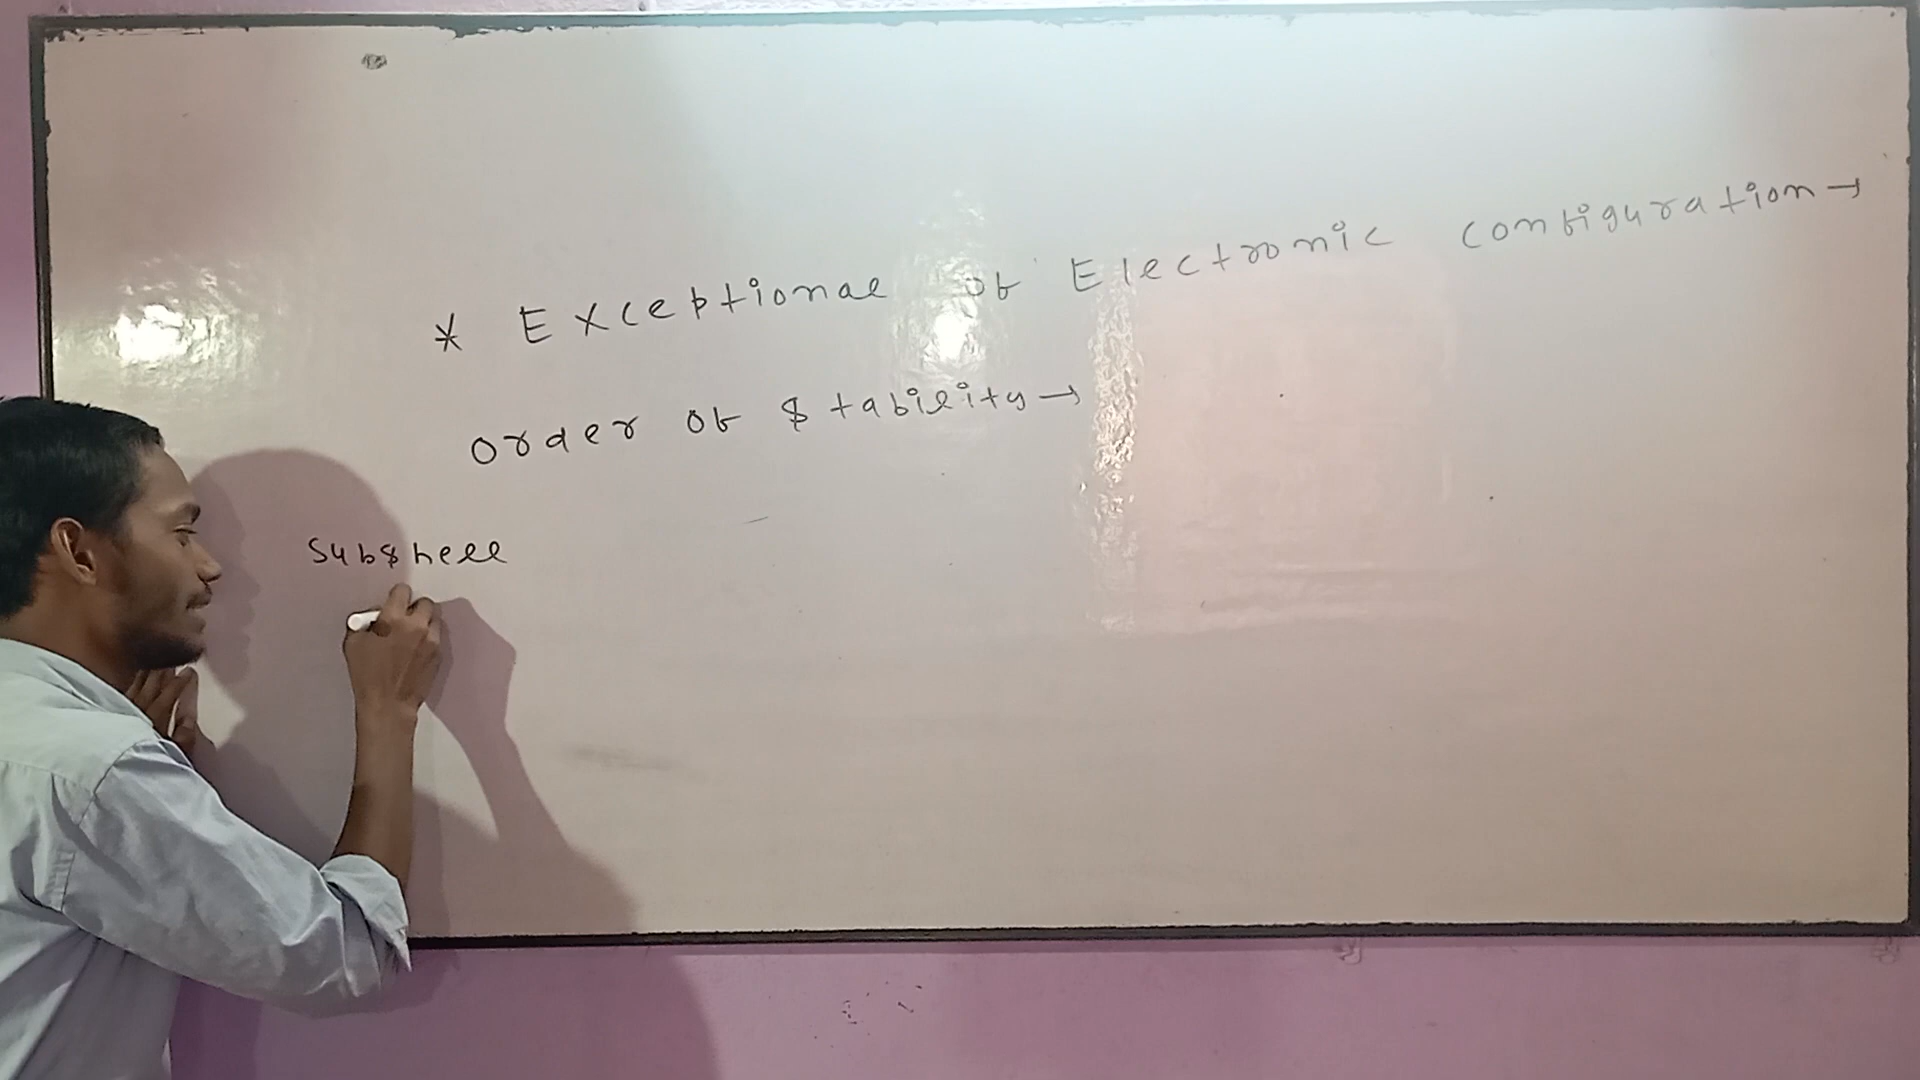 * Exceptional of Electronic configuration →
order of stability →
Subshell